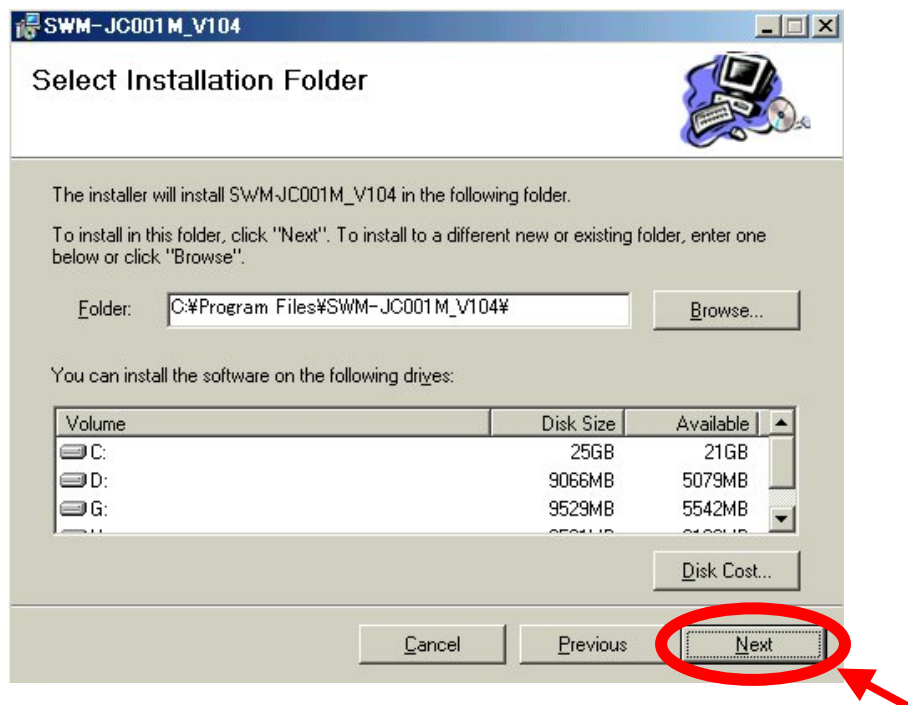 SWM-JC001M_V104
Select Installation Folder
The installer will install SWM-JC001M_V104 in the following folder.
To install in this folder, click "Next". To install to a different new or existing folder, enter one
below or click "Browse".
Folder: C:¥Program Files¥SWM-JC001M_V104¥ Browse...
You can install the software on the following drives:
Volume Disk Size Available
C: 25GB 21GB
D: 9066MB 5079MB
G: 9529MB 5542MB
Disk Cost...
Cancel Previous Next